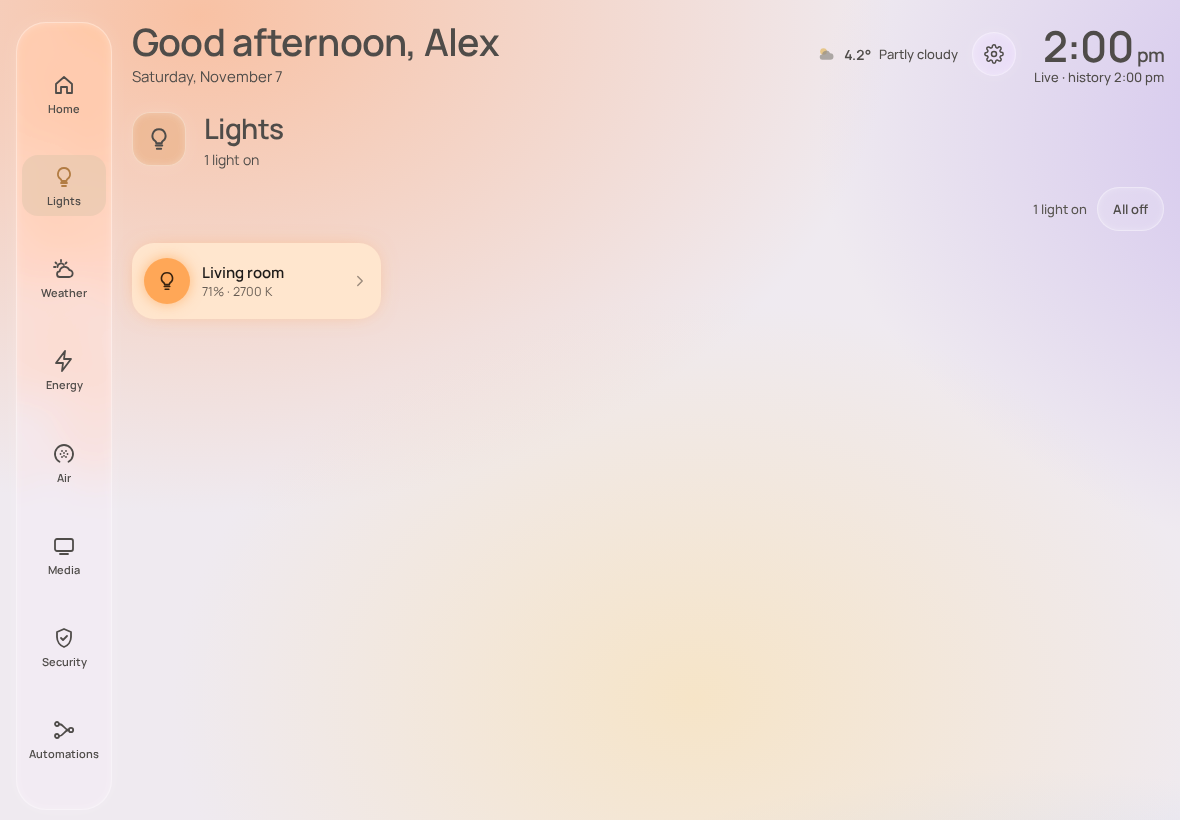 Good afternoon, Alex
Saturday, November 7
4.2° Partly cloudy
2:00 pm
Live · history 2:00 pm
Home
Lights
Weather
Energy
Air
Media
Security
Automations
Lights
1 light on
1 light on
All off
Living room
71% · 2700 K